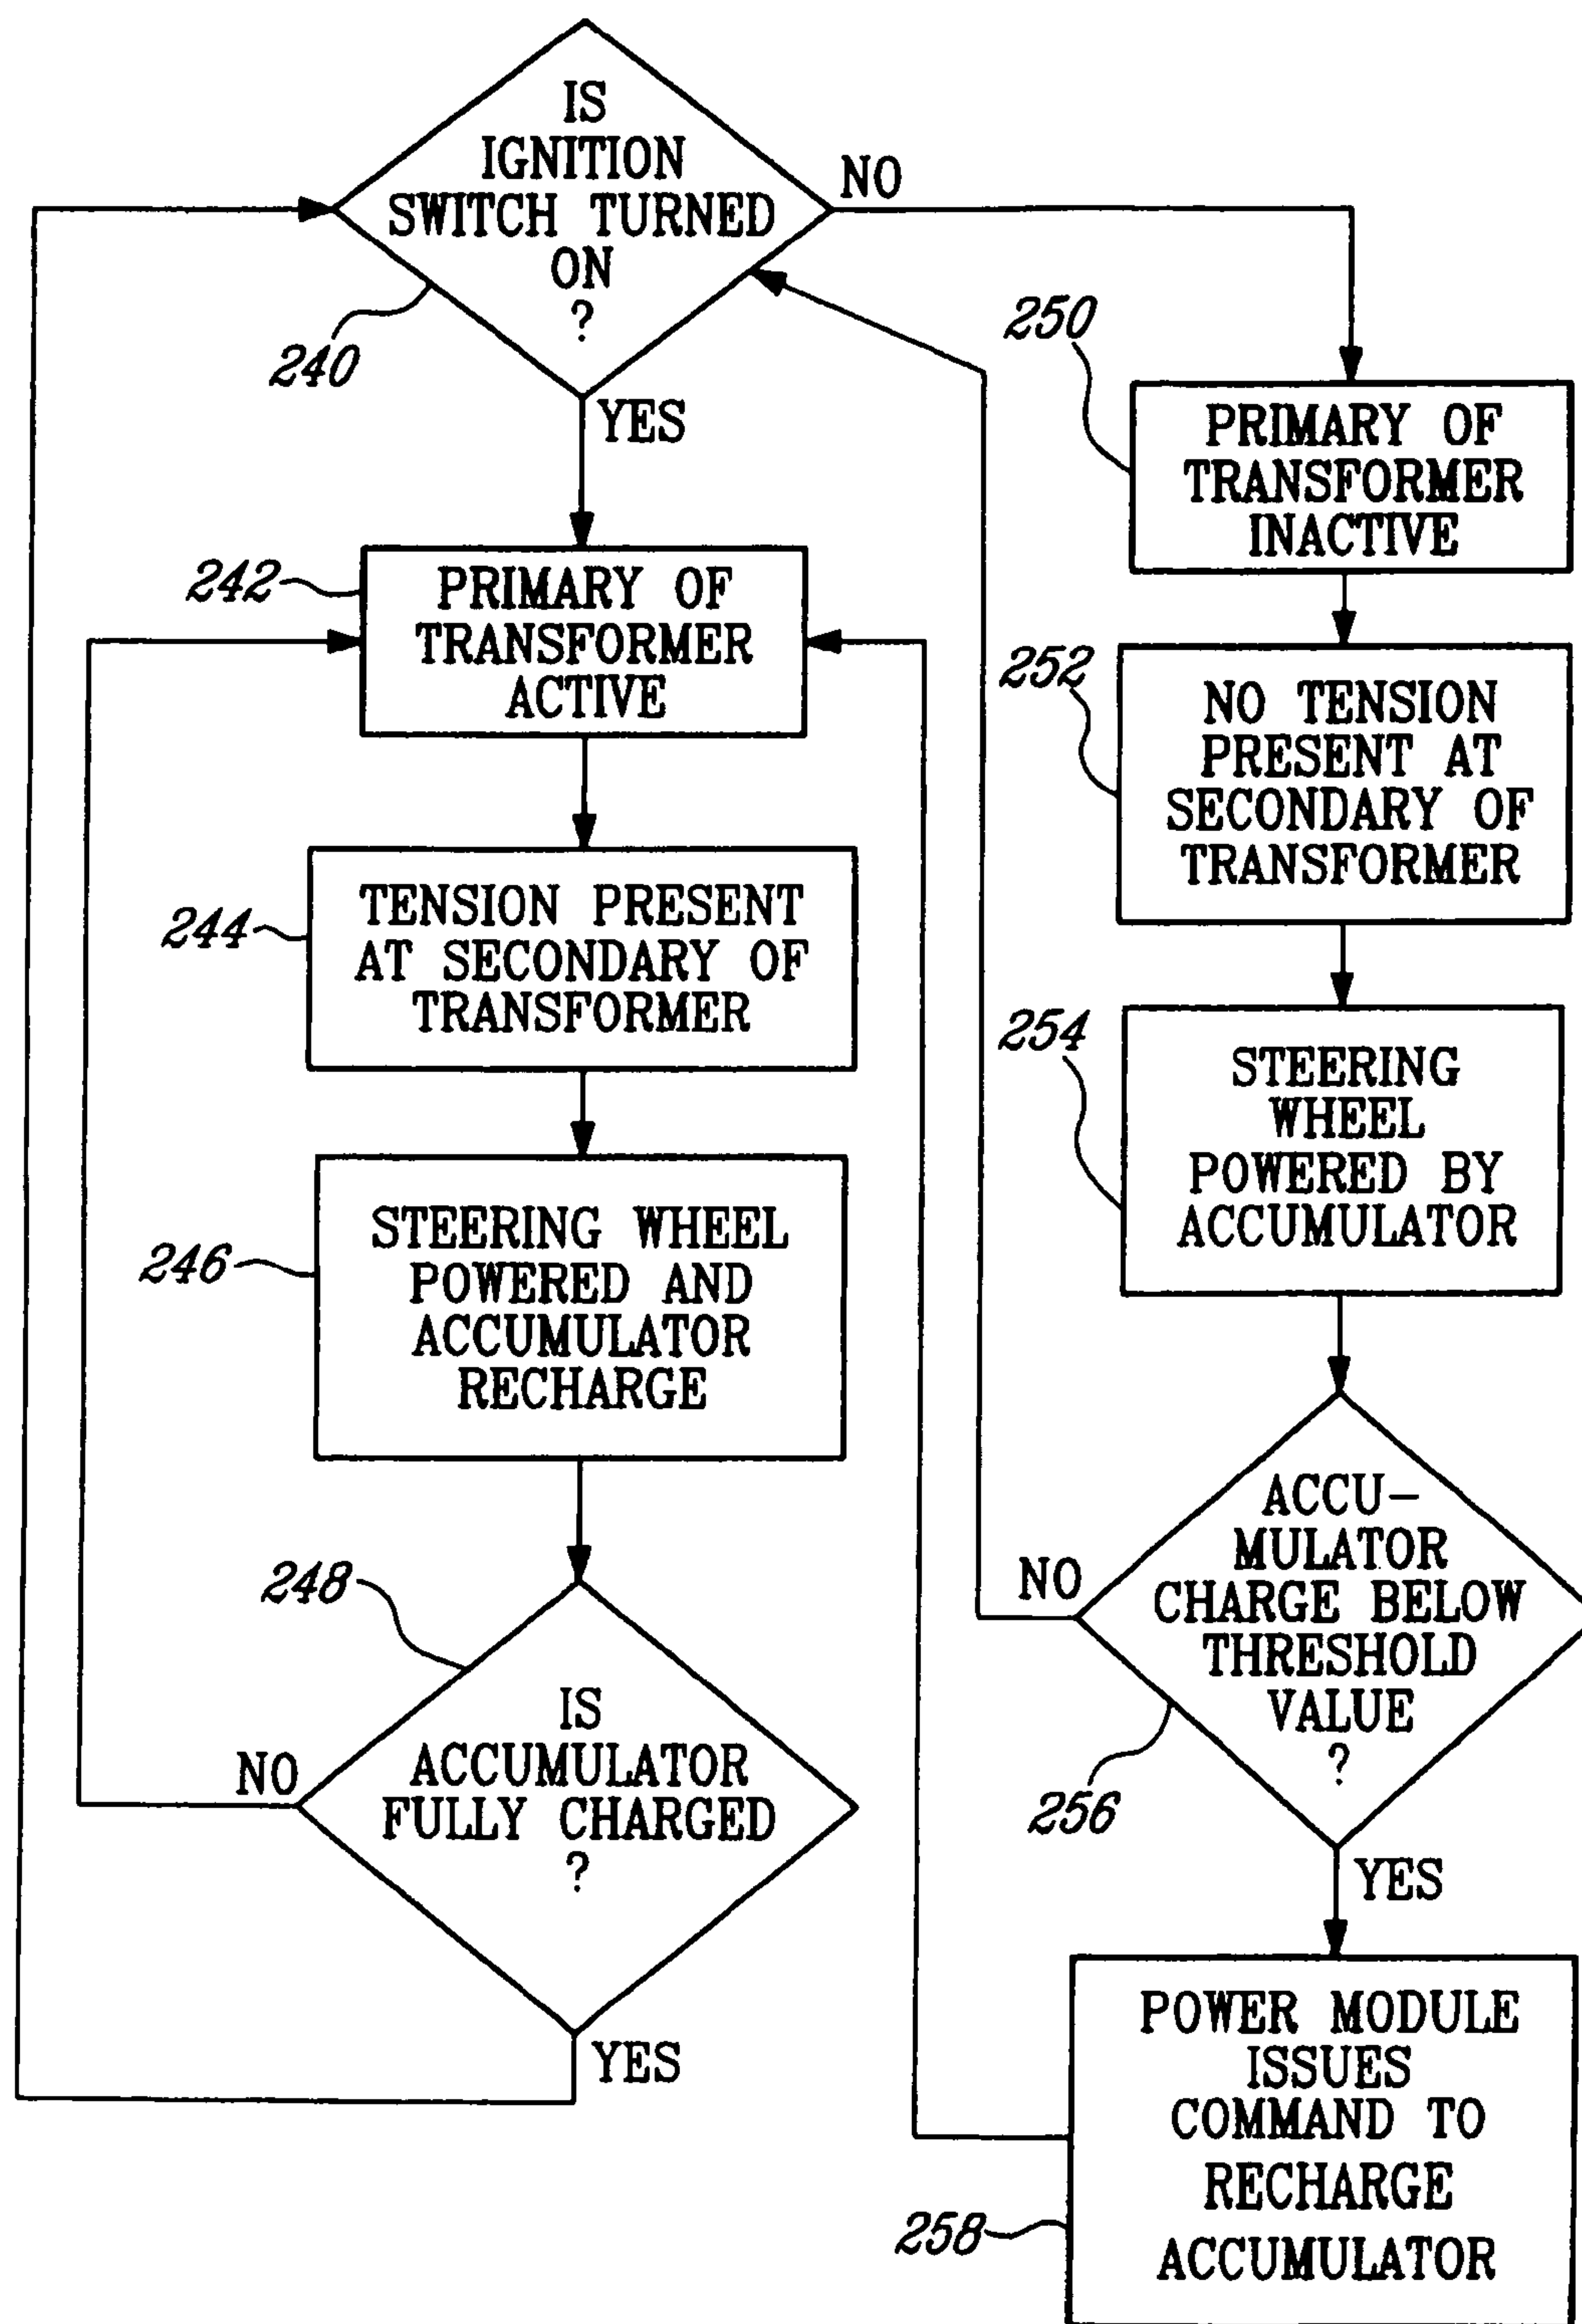 IS
IGNITION
SWITCH TURNED
ON
?
240
NO
YES
242
PRIMARY OF
TRANSFORMER
ACTIVE
244
TENSION PRESENT
AT SECONDARY OF
TRANSFORMER
246
STEERING WHEEL
POWERED AND
ACCUMULATOR
RECHARGE
248
IS
ACCUMULATOR
FULLY CHARGED
?
NO
YES
250
PRIMARY OF
TRANSFORMER
INACTIVE
252
NO TENSION
PRESENT AT
SECONDARY OF
TRANSFORMER
254
STEERING
WHEEL
POWERED BY
ACCUMULATOR
ACCU-
MULATOR
CHARGE BELOW
THRESHOLD
VALUE
?
NO
256
YES
POWER MODULE
ISSUES
COMMAND TO
RECHARGE
ACCUMULATOR
258